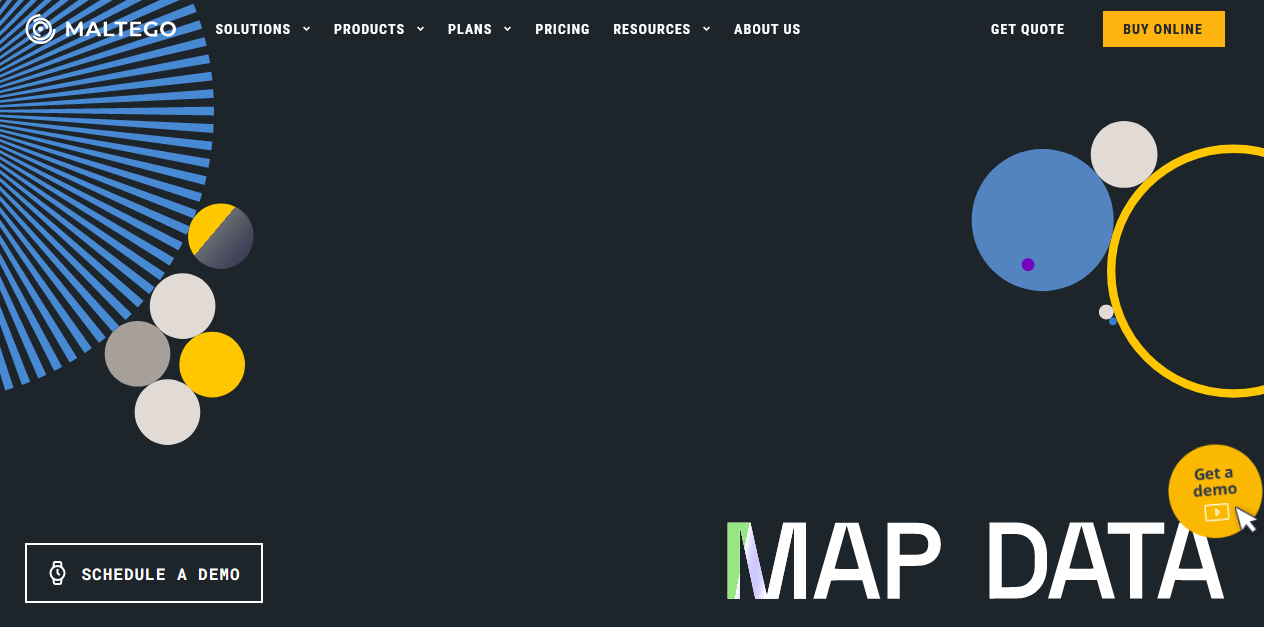 MALTEGO SOLUTIONS PRODUCTS PLANS PRICING RESOURCES ABOUT US GET QUOTE BUY ONLINE
Get a
demo
SCHEDULE A DEMO
MAP DATA